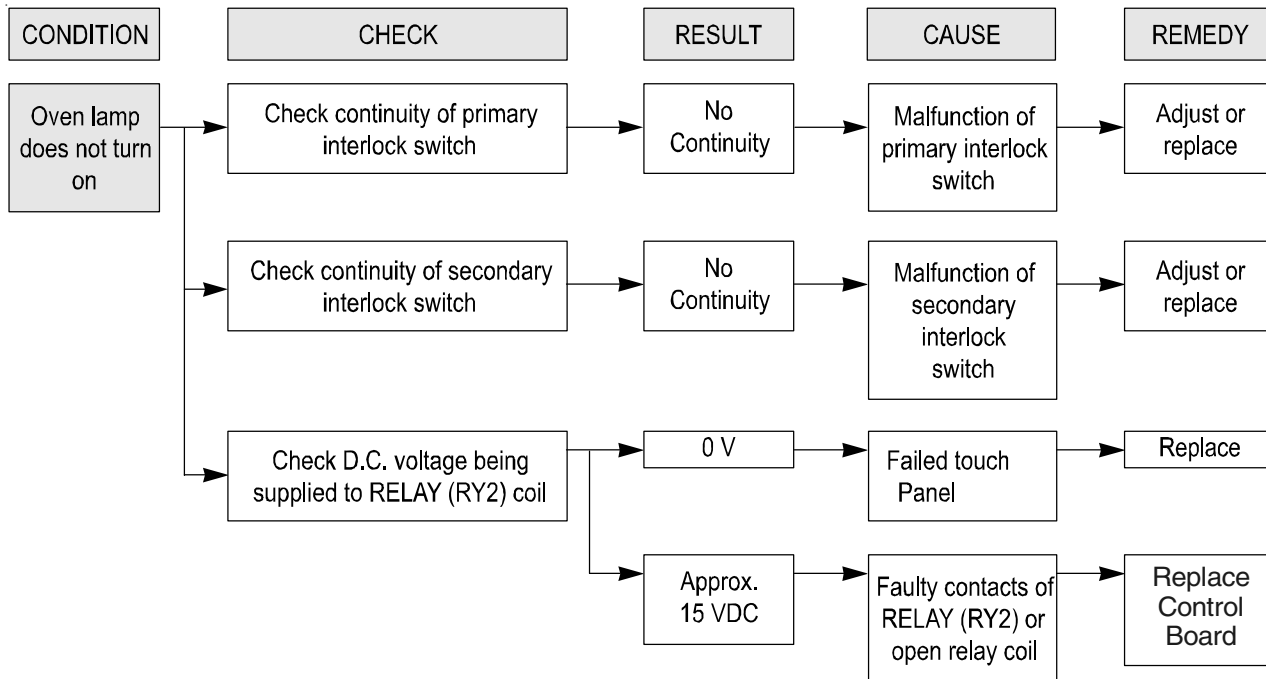 CONDITION
CHECK
RESULT
CAUSE
REMEDY
Oven lamp
does not turn
on
Check continuity of primary
interlock switch
No
Continuity
Malfunction of
primary interlock
switch
Adjust or
replace
Check continuity of secondary
interlock switch
No
Continuity
Malfunction of
secondary
interlock
switch
Adjust or
replace
Check D.C. voltage being
supplied to RELAY (RY2) coil
0 V
Failed touch
Panel
Replace
Approx.
15 VDC
Faulty contacts of
RELAY (RY2) or
open relay coil
Replace
Control
Board